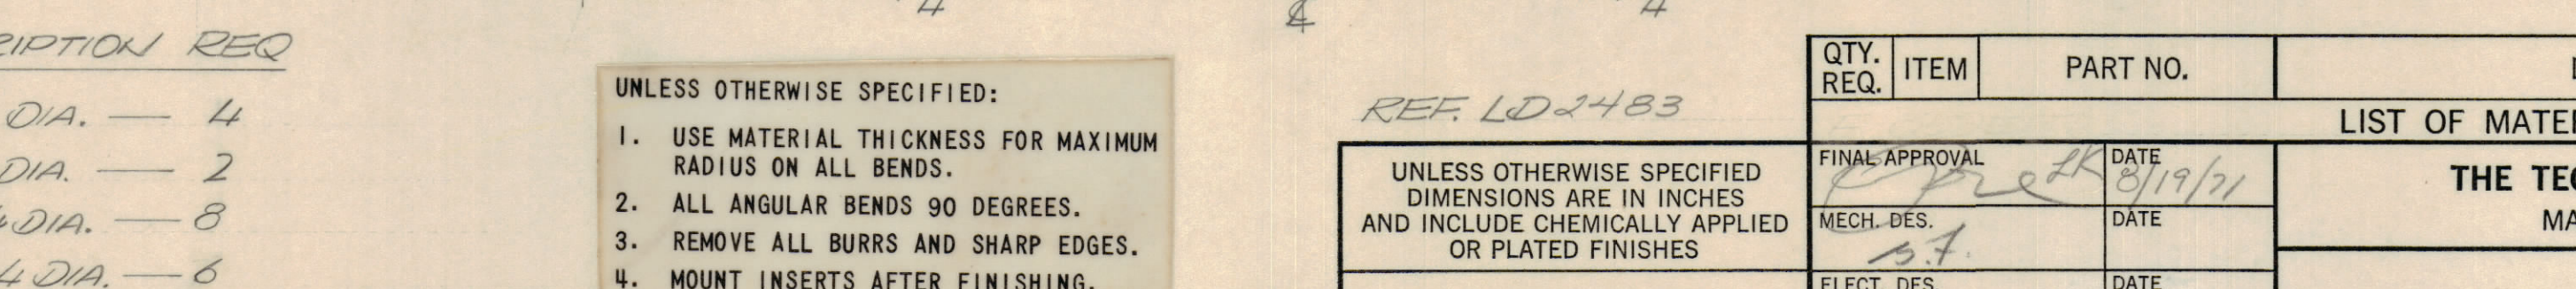 4
4
RIPTION REQ
DIA. — 4
DIA. — 2
DIA. — 8
4 DIA. — 6
UNLESS OTHERWISE SPECIFIED:
1. USE MATERIAL THICKNESS FOR MAXIMUM
RADIUS ON ALL BENDS.
2. ALL ANGULAR BENDS 90 DEGREES.
3. REMOVE ALL BURRS AND SHARP EDGES.
4. MOUNT INSERTS AFTER FINISHING.
REF. LD2483
UNLESS OTHERWISE SPECIFIED
DIMENSIONS ARE IN INCHES
AND INCLUDE CHEMICALLY APPLIED
OR PLATED FINISHES
QTY.
REQ.
ITEM
PART NO.
LIST OF MATE
FINAL APPROVAL
LK
DATE
8/19/71
MECH. DES.
S.F.
DATE
ELECT. DES.
DATE
THE TE
MA